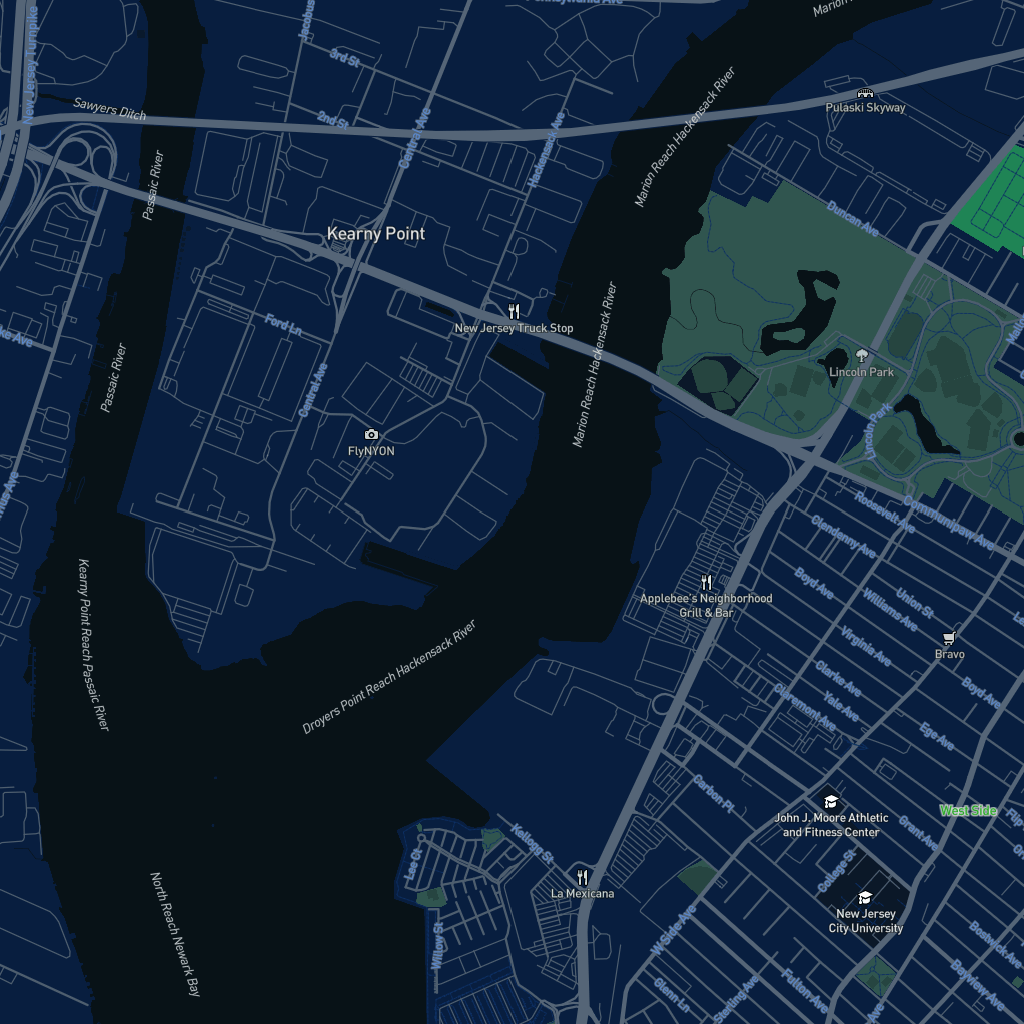 Marion
New Jersey Turnpike
Jacobus
3rd St
Sawyers Ditch
2nd St
Central Ave
Hackensack Ave
Marion Reach Hackensack River
Pulaski Skyway
Passaic River
Duncan Ave
Kearny Point
New Jersey Truck Stop
Ford Ln
Passaic River
Marion Reach Hackensack River
Lincoln Park
Central Ave
Lincoln Park
FlyNYON
Roosevelt Ave
Communipaw Ave
Clendenny Ave
Applebee's Neighborhood
Grill & Bar
Boyd Ave
Williams Ave
Union St
Kearny Point Reach Passaic River
Droyers Point Reach Hackensack River
Virginia Ave
Bravo
Clarke Ave
Yale Ave
Claremont Ave
Boyd Ave
Ege Ave
Carbon Pl
West Side
John J. Moore Athletic
and Fitness Center
Grant Ave
Kellogg St
Lee Ct
La Mexicana
College St
New Jersey
City University
North Reach Newark Bay
Willow St
W Side Ave
Bostwick Ave
Bayview Ave
Glenn Ln
Sterling Ave
Fulton Ave
Ave